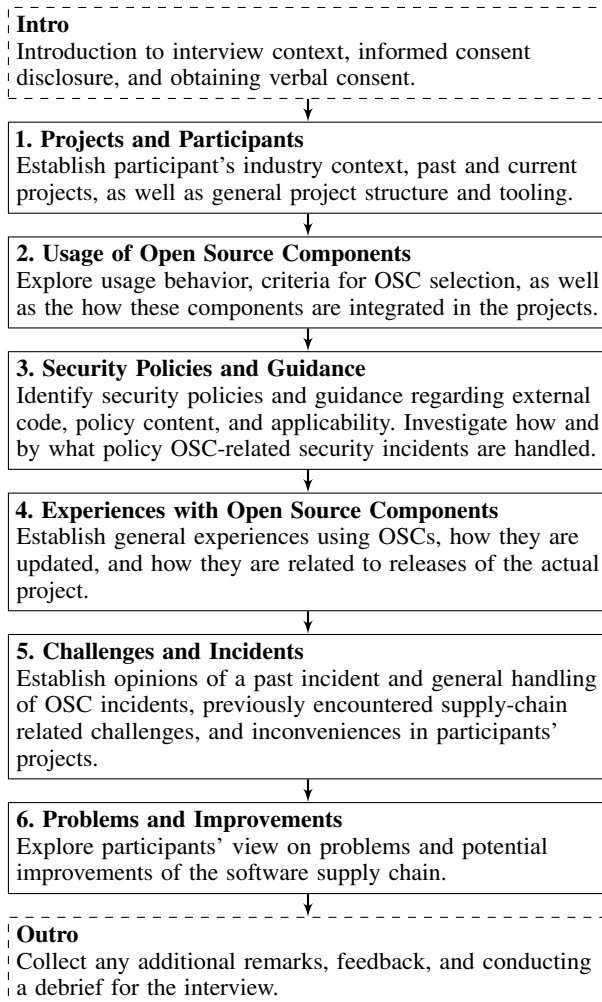 Intro
Introduction to interview context, informed consent
disclosure, and obtaining verbal consent.
1. Projects and Participants
Establish participant's industry context, past and current
projects, as well as general project structure and tooling.
2. Usage of Open Source Components
Explore usage behavior, criteria for OSC selection, as well
as the how these components are integrated in the projects.
3. Security Policies and Guidance
Identify security policies and guidance regarding external
code, policy content, and applicability. Investigate how and
by what policy OSC-related security incidents are handled.
4. Experiences with Open Source Components
Establish general experiences using OSCs, how they are
updated, and how they are related to releases of the actual
project.
5. Challenges and Incidents
Establish opinions of a past incident and general handling
of OSC incidents, previously encountered supply-chain
related challenges, and inconveniences in participants'
projects.
6. Problems and Improvements
Explore participants' view on problems and potential
improvements of the software supply chain.
Outro
Collect any additional remarks, feedback, and conducting
a debrief for the interview.